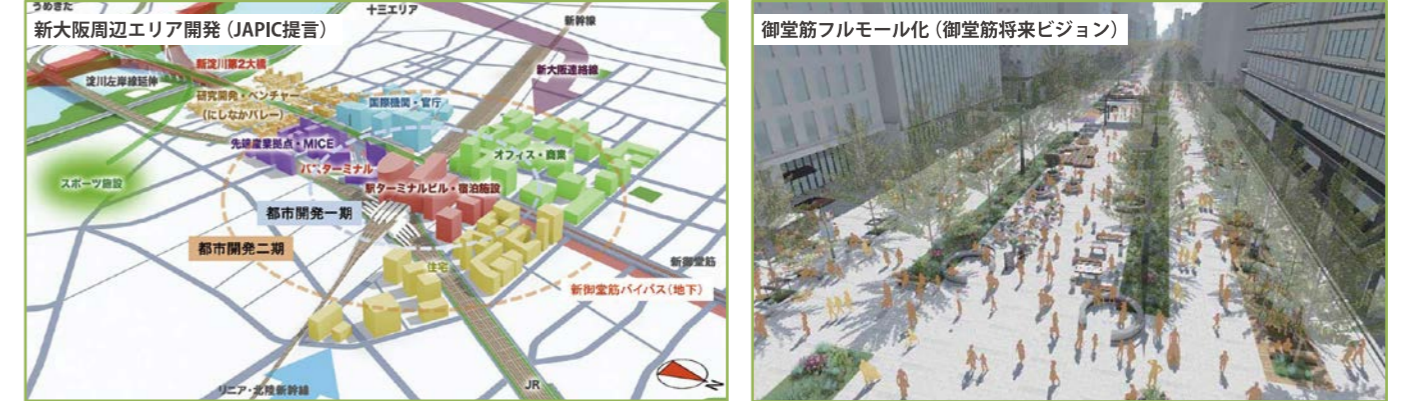 新大阪周辺エリア開発（JAPIC提言）
うめきた
十三エリア
新幹線
新淀川第2大橋
淀川左岸線延伸
新大阪連絡線
研究開発・ベンチャー
（にしなかバレー）
国際機関・官庁
先端産業拠点・MICE
オフィス・商業
バスターミナル
スポーツ施設
駅ターミナルビル・宿泊施設
都市開発一期
都市開発二期
住宅
新御堂筋
新御堂筋バイパス（地下）
リニア・北陸新幹線
JR
N
御堂筋フルモール化（御堂筋将来ビジョン）